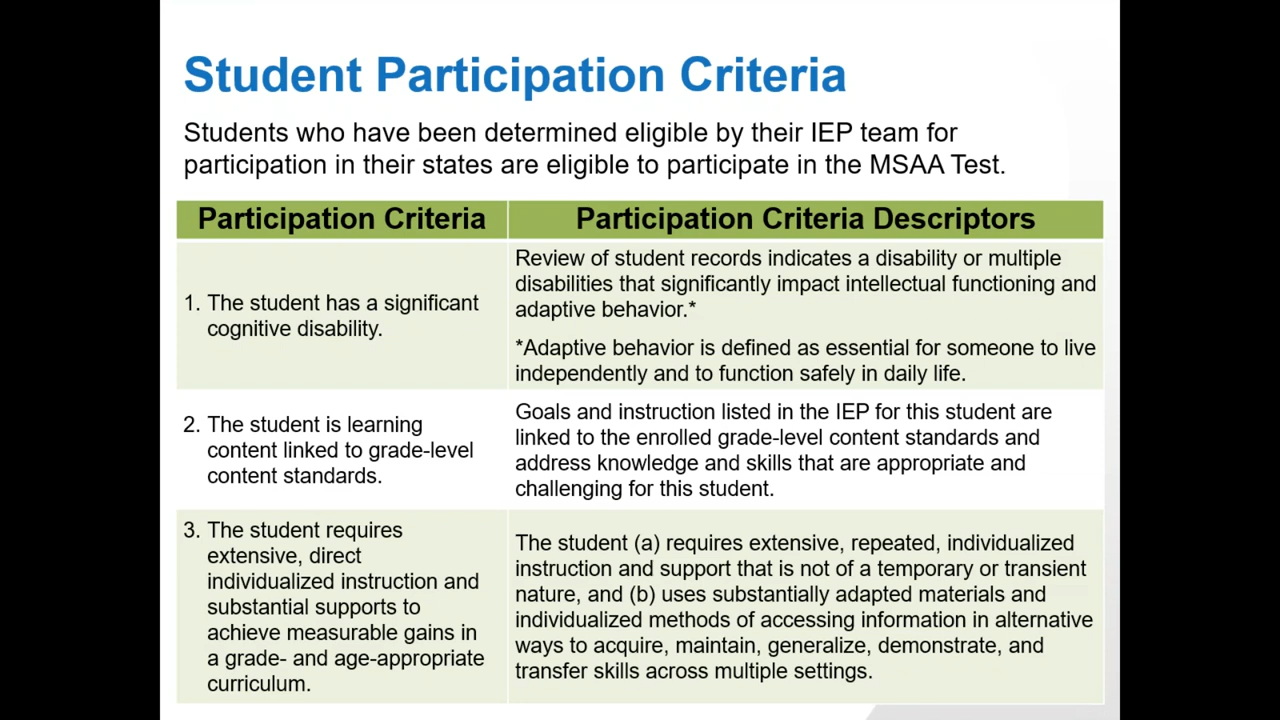 Student Participation Criteria
Students who have been determined eligible by their IEP team for
participation in their states are eligible to participate in the MSAA Test.
Participation Criteria
Participation Criteria Descriptors
1. The student has a significant
cognitive disability.
Review of student records indicates a disability or multiple
disabilities that significantly impact intellectual functioning and
adaptive behavior.*
*Adaptive behavior is defined as essential for someone to live
independently and to function safely in daily life.
2. The student is learning
content linked to grade-level
content standards.
Goals and instruction listed in the IEP for this student are
linked to the enrolled grade-level content standards and
address knowledge and skills that are appropriate and
challenging for this student.
3. The student requires
extensive, direct
individualized instruction and
substantial supports to
achieve measurable gains in
a grade- and age-appropriate
curriculum.
The student (a) requires extensive, repeated, individualized
instruction and support that is not of a temporary or transient
nature, and (b) uses substantially adapted materials and
individualized methods of accessing information in alternative
ways to acquire, maintain, generalize, demonstrate, and
transfer skills across multiple settings.